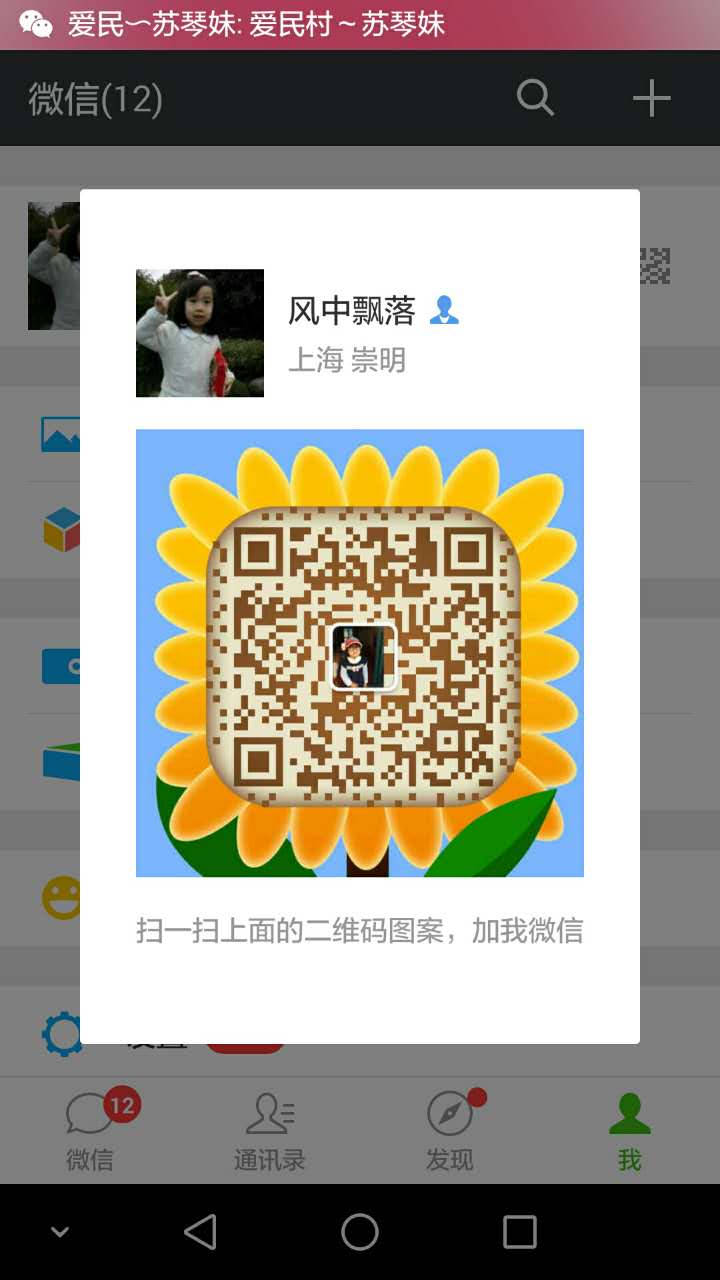 爱民〜苏琴妹: 爱民村～苏琴妹
微信(12)
风中飘落
上海 崇明
扫一扫上面的二维码图案，加我微信
设置
12
微信
通讯录
发现
我